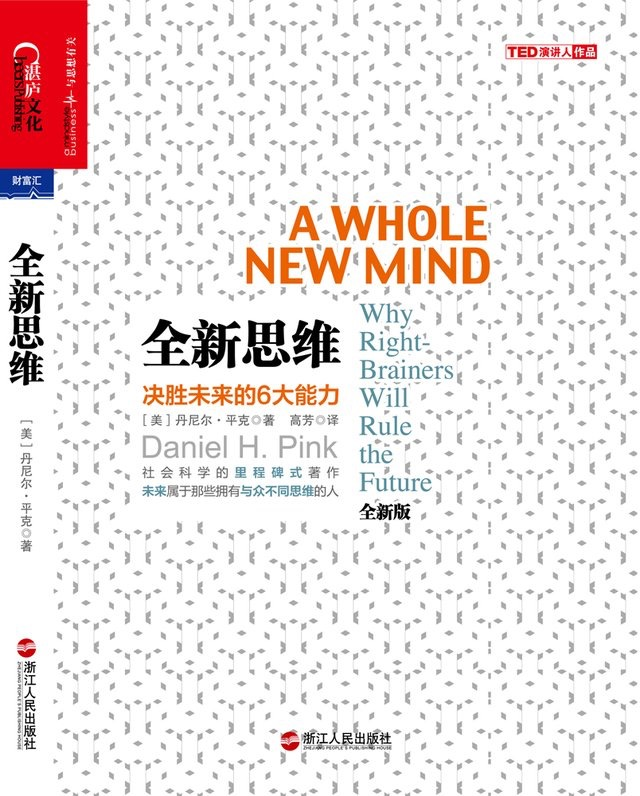 湛庐文化
Cheers Publishing
business
与思想有关
财富汇
全新思维
[美] 丹尼尔·平克◎著
浙江人民出版社
ZHEJIANG PEOPLE'S PUBLISHING HOUSE
TED演讲人作品
A WHOLE
NEW MIND
全新思维
决胜未来的6大能力
[美] 丹尼尔·平克◎著 高芳◎译
Daniel H. Pink
社会科学的里程碑式著作
未来属于那些拥有与众不同思维的人
Why
Right-
Brainers
Will
Rule
the
Future
全新版
浙江人民出版社
ZHEJIANG PEOPLE'S PUBLISHING HOUSE